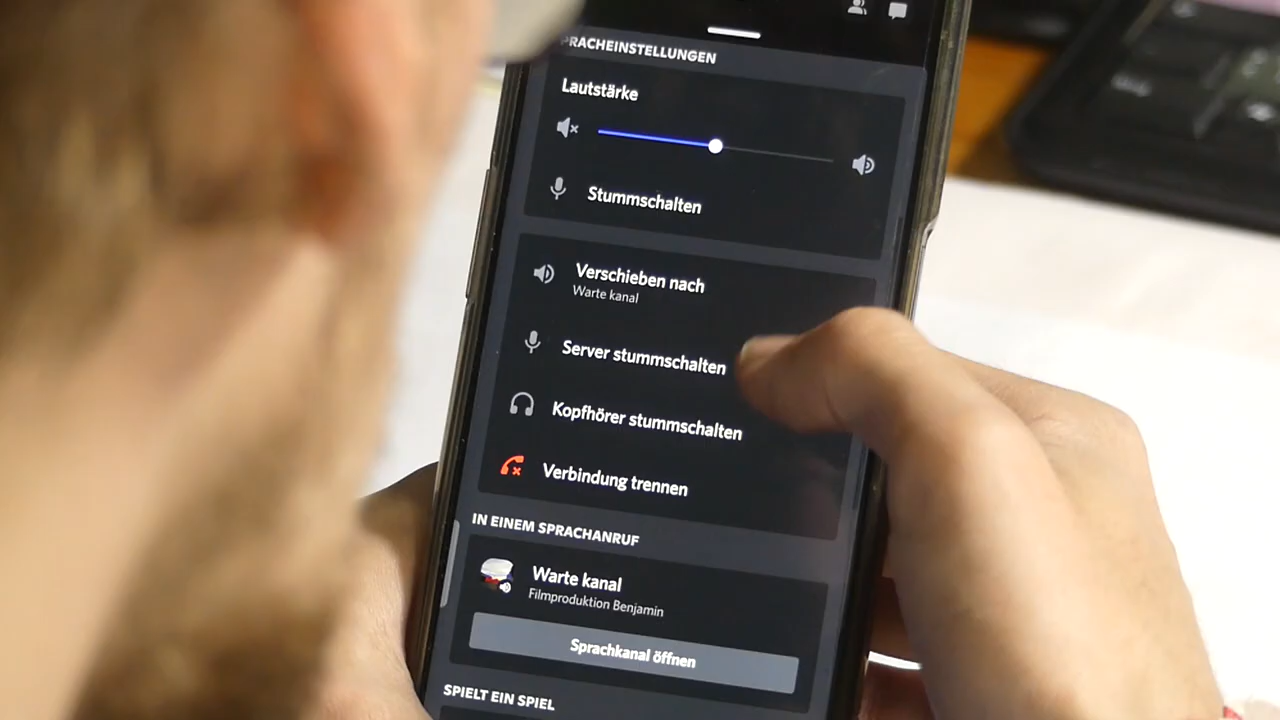 SPRACHEINSTELLUNGEN
Lautstärke
Stummschalten
Verschieben nach
Warte kanal
Server stummschalten
Kopfhörer stummschalten
Verbindung trennen
IN EINEM SPRACHANRUF
Warte kanal
Filmproduktion Benjamin
Sprachkanal öffnen
SPIELT EIN SPIEL